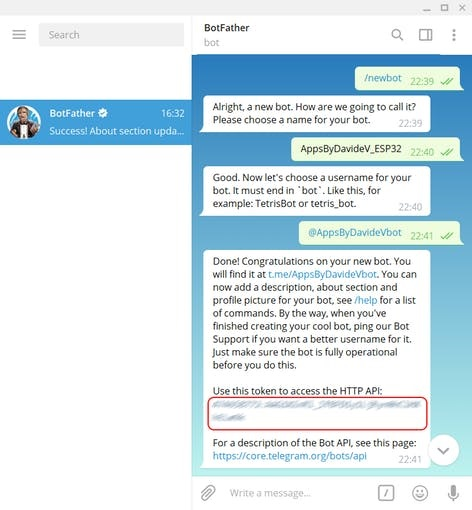 Search
BotFather
bot
BotFather
16:32
Success! About section upda...
/newbot
22:39
Alright, a new bot. How are we going to call it?
Please choose a name for your bot.
22:39
AppsByDavideV_ESP32
22:40
Good. Now let's choose a username for your
bot. It must end in `bot`. Like this, for
example: TetrisBot or tetris_bot.
22:40
@AppsByDavideVbot
22:41
Done! Congratulations on your new bot. You
will find it at t.me/AppsByDavideVbot. You can
now add a description, about section and
profile picture for your bot, see /help for a list
of commands. By the way, when you've
finished creating your cool bot, ping our Bot
Support if you want a better username for it.
Just make sure the bot is fully operational
before you do this.
Use this token to access the HTTP API:
For a description of the Bot API, see this page:
https://core.telegram.org/bots/api
22:41
Write a message...